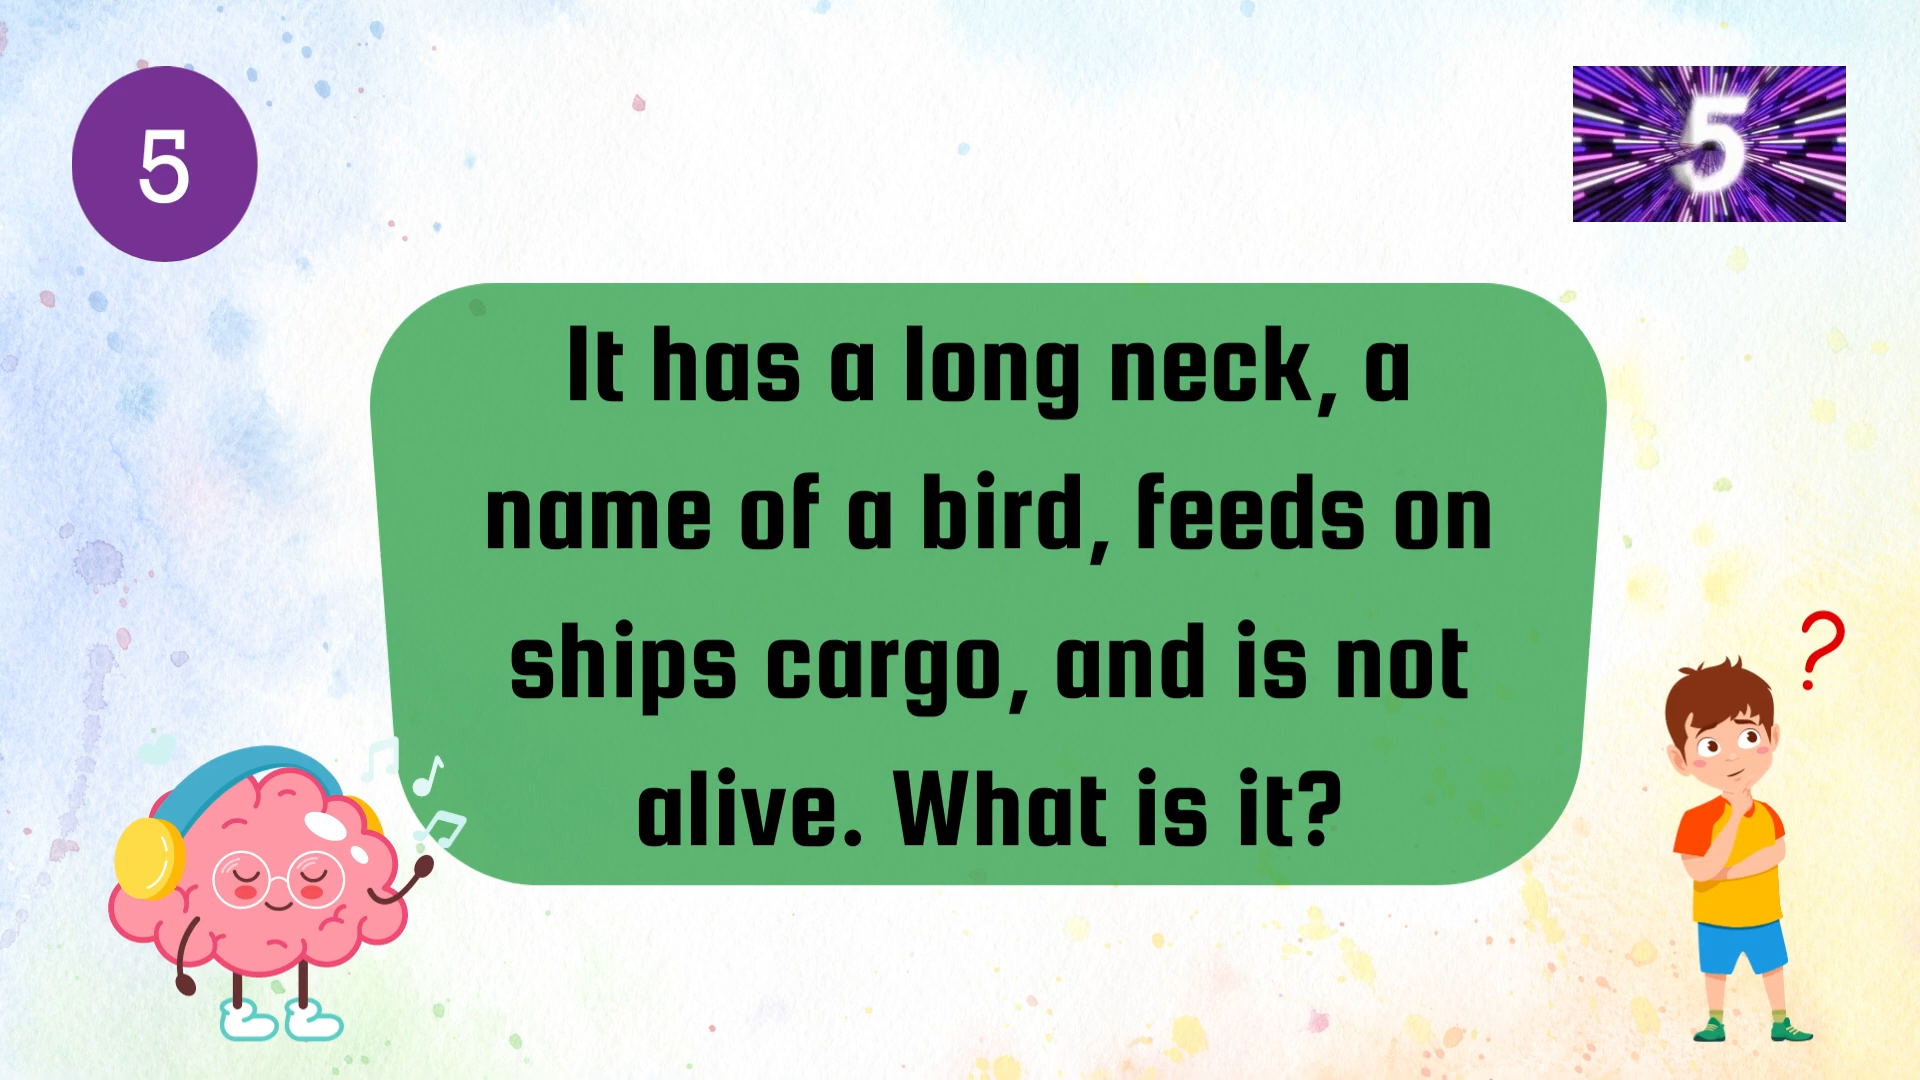 5
5
It has a long neck, a
name of a bird, feeds on
ships cargo, and is not
alive. What is it?
?